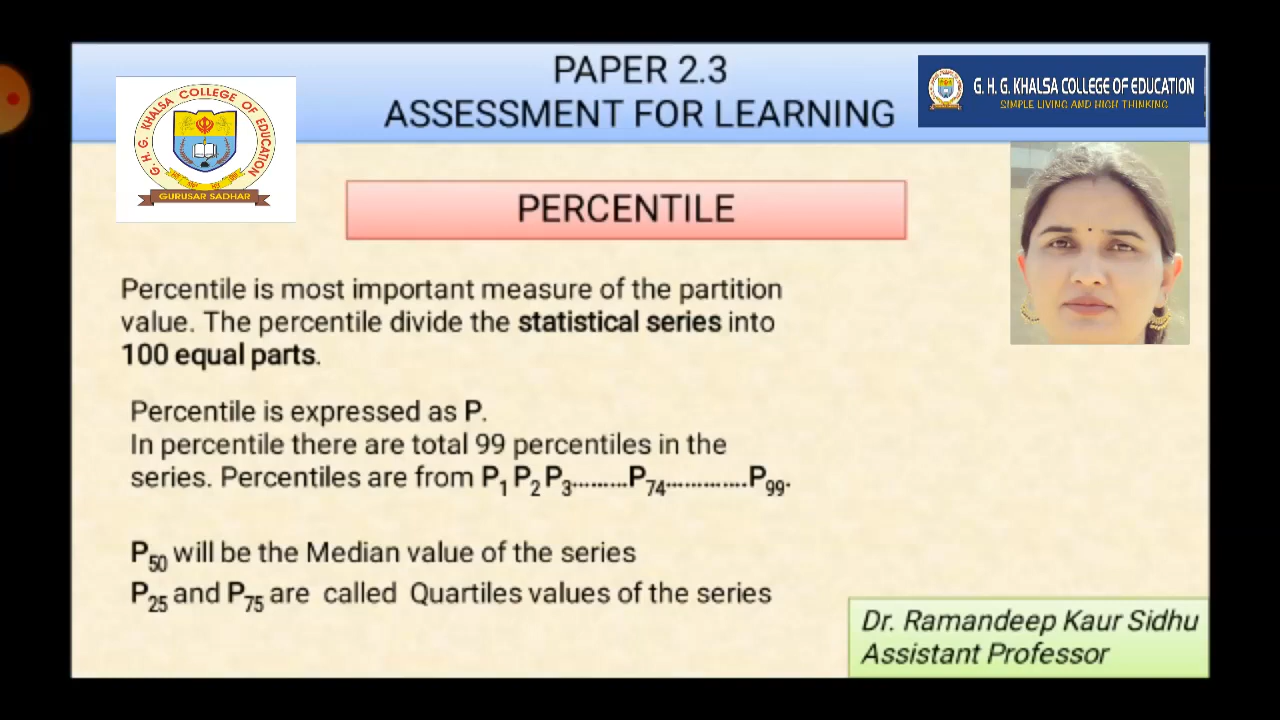 PAPER 2.3
ASSESSMENT FOR LEARNING
G. H. G. KHALSA COLLEGE OF EDUCATION
SIMPLE LIVING AND HIGH THINKING
G. H. G. KHALSA COLLEGE OF EDUCATION
GURUSAR SADHAR
PERCENTILE
Percentile is most important measure of the partition
value. The percentile divide the statistical series into
100 equal parts.
Percentile is expressed as P.
In percentile there are total 99 percentiles in the
series. Percentiles are from P₁ P₂ P₃.........P₇₄.............P₉₉.
P₅₀ will be the Median value of the series
P₂₅ and P₇₅ are called Quartiles values of the series
Dr. Ramandeep Kaur Sidhu
Assistant Professor